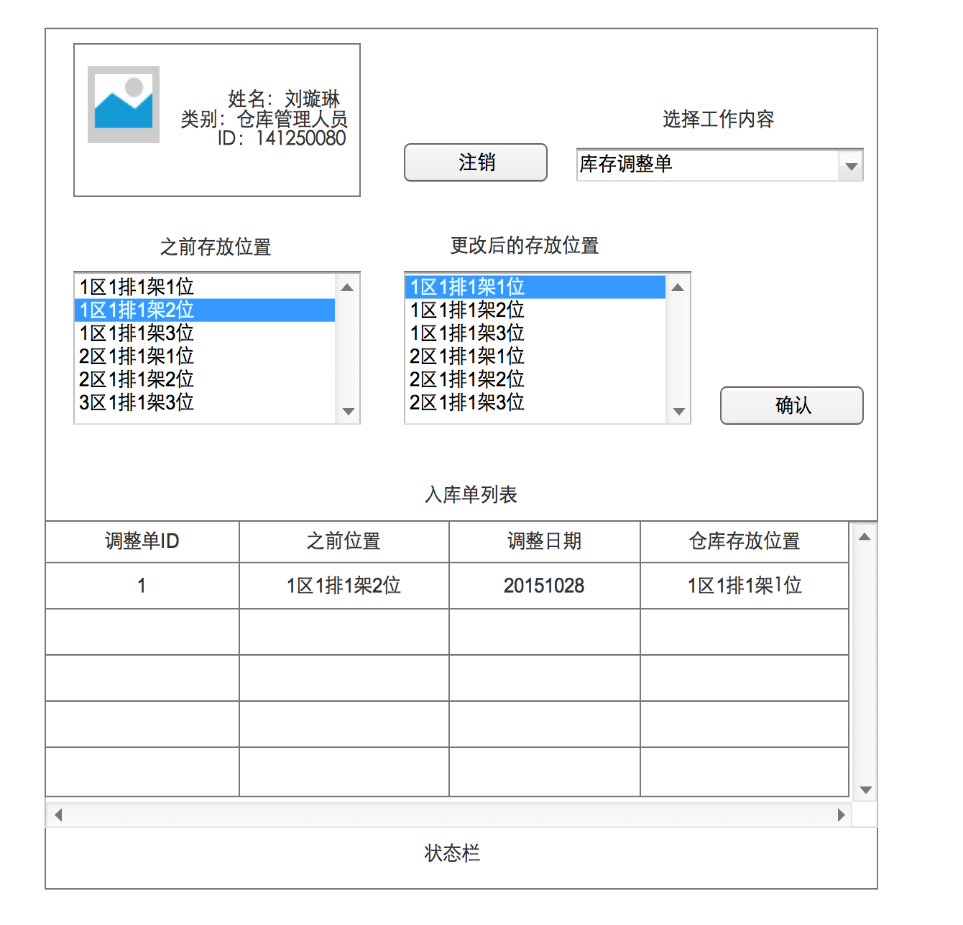 姓名：刘璇琳
类别：仓库管理人员
ID：141250080
选择工作内容
注销
库存调整单
之前存放位置
更改后的存放位置
1区1排1架1位
1区1排1架2位
1区1排1架3位
2区1排1架1位
2区1排1架2位
3区1排1架3位
1区1排1架1位
1区1排1架2位
1区1排1架3位
2区1排1架1位
2区1排1架2位
2区1排1架3位
确认
入库单列表
调整单ID 之前位置 调整日期 仓库存放位置
1 1区1排1架2位 20151028 1区1排1架1位
状态栏